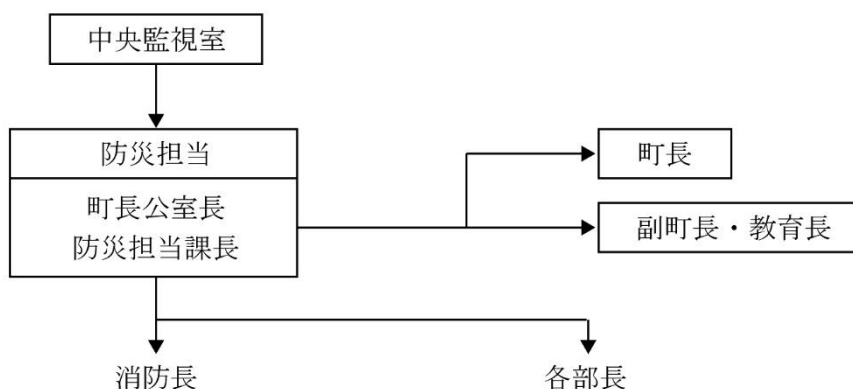 中央監視室
防災担当
町長公室長
防災担当課長
町長
副町長・教育長
消防長
各部長